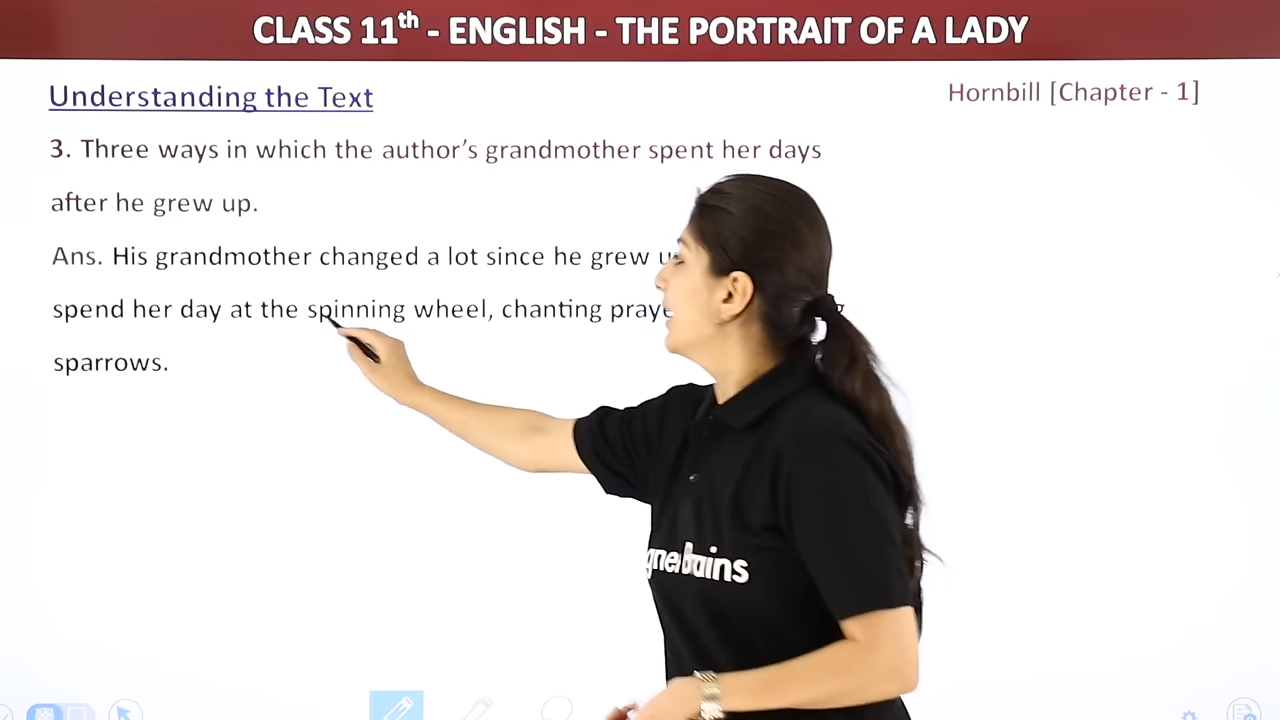 CLASS 11th - ENGLISH - THE PORTRAIT OF A LADY
Understanding the Text
Hornbill [Chapter - 1]
3. Three ways in which the author's grandmother spent her days
after he grew up.
Ans. His grandmother changed a lot since he grew
spend her day at the spinning wheel, chanting
sparrows.
Brains